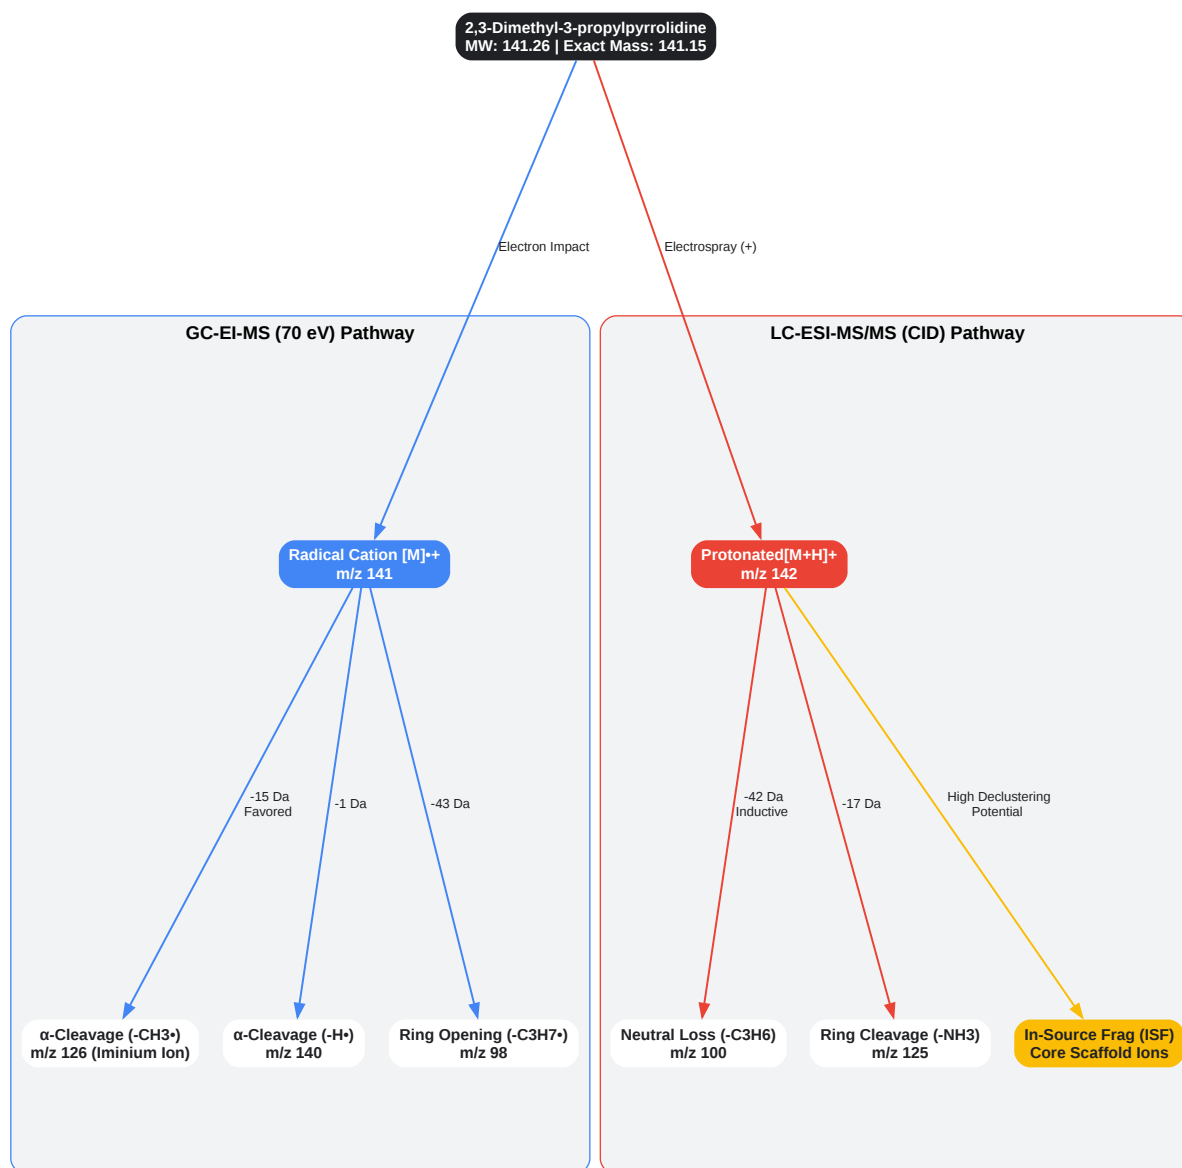 2,3-Dimethyl-3-propylpyrrolidine
MW: 141.26 | Exact Mass: 141.15
Electron Impact
Electrospray (+)
GC-EI-MS (70 eV) Pathway
LC-ESI-MS/MS (CID) Pathway
Radical Cation [M]•+
m/z 141
Protonated[M+H]+
m/z 142
-15 Da
Favored
-1 Da
-43 Da
-42 Da
Inductive
-17 Da
High Declustering
Potential
α-Cleavage (-CH3•)
m/z 126 (Iminium Ion)
α-Cleavage (-H•)
m/z 140
Ring Opening (-C3H7•)
m/z 98
Neutral Loss (-C3H6)
m/z 100
Ring Cleavage (-NH3)
m/z 125
In-Source Frag (ISF)
Core Scaffold Ions